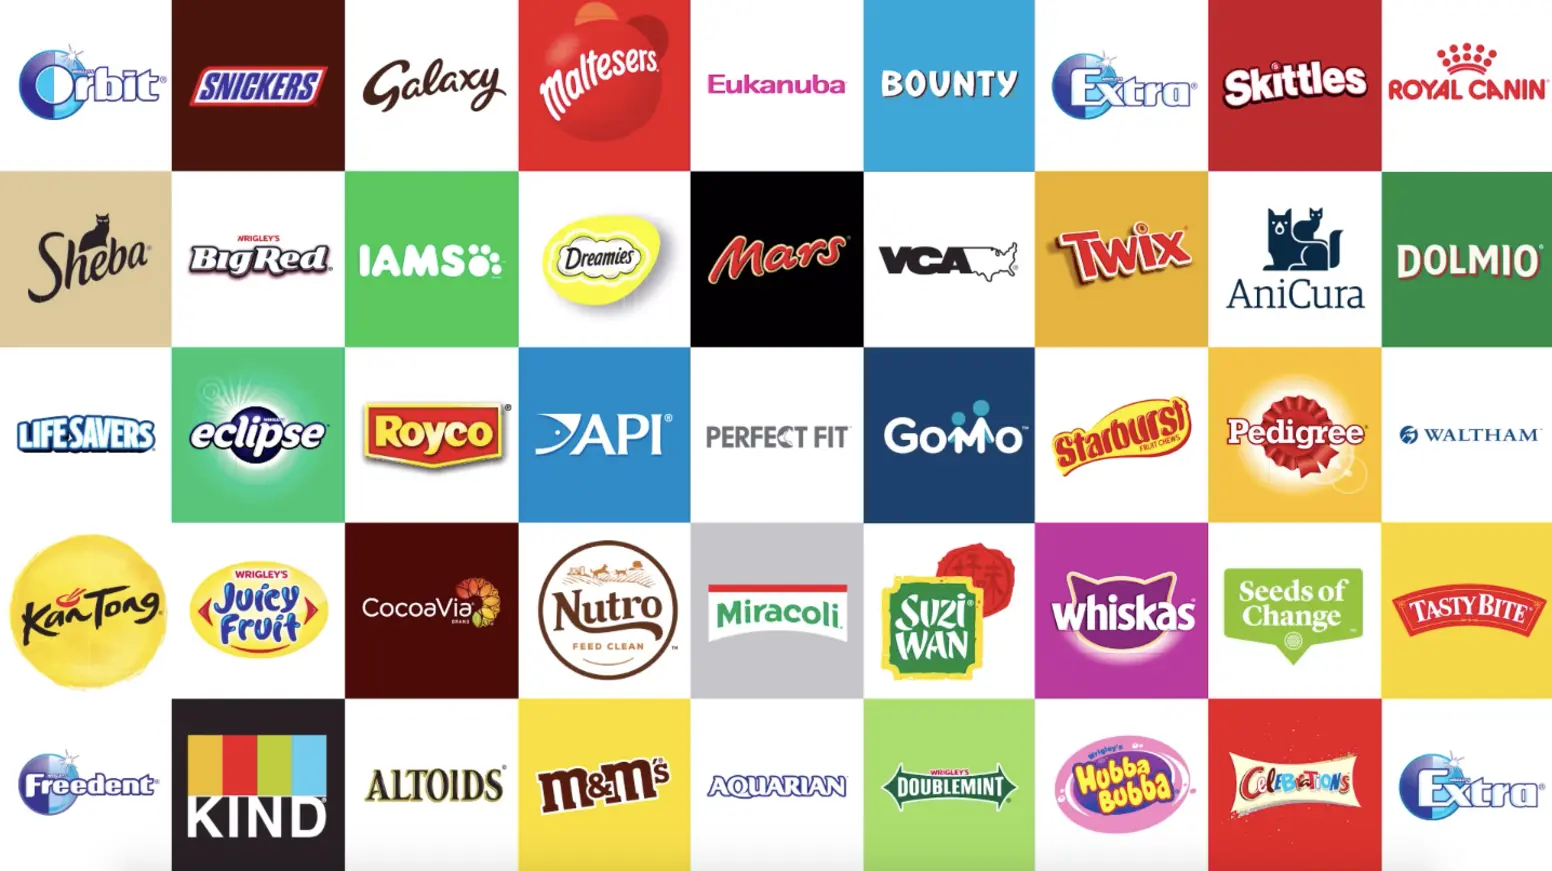 Orbit
SNICKERS
Galaxy
Maltesers
Eukanuba
BOUNTY
Extra
Skittles
ROYAL CANIN
Sheba
WRIGLEY'S
BigRed
IAMS
Dreamies
Mars
VCA
TWIX
AniCura
DOLMIO
LIFE SAVERS
eclipse
Royco
API
PERFECT FIT
GOMO
Starburst
FRUIT CHEWS
Pedigree
WALTHAM
KanTong
WRIGLEY'S
Juicy
Fruit
CocoaVia
BRAND
Nutro
FEED CLEAN
Miracoli
SUZI
WAN
whiskas
Seeds of
Change
TASTY BITE
Freedent
KIND
ALTOIDS
m&m's
AQUARIAN
WRIGLEY'S
DOUBLEMINT
Wrigley's
Hubba
Bubba
CELEBRATIONS
Extra